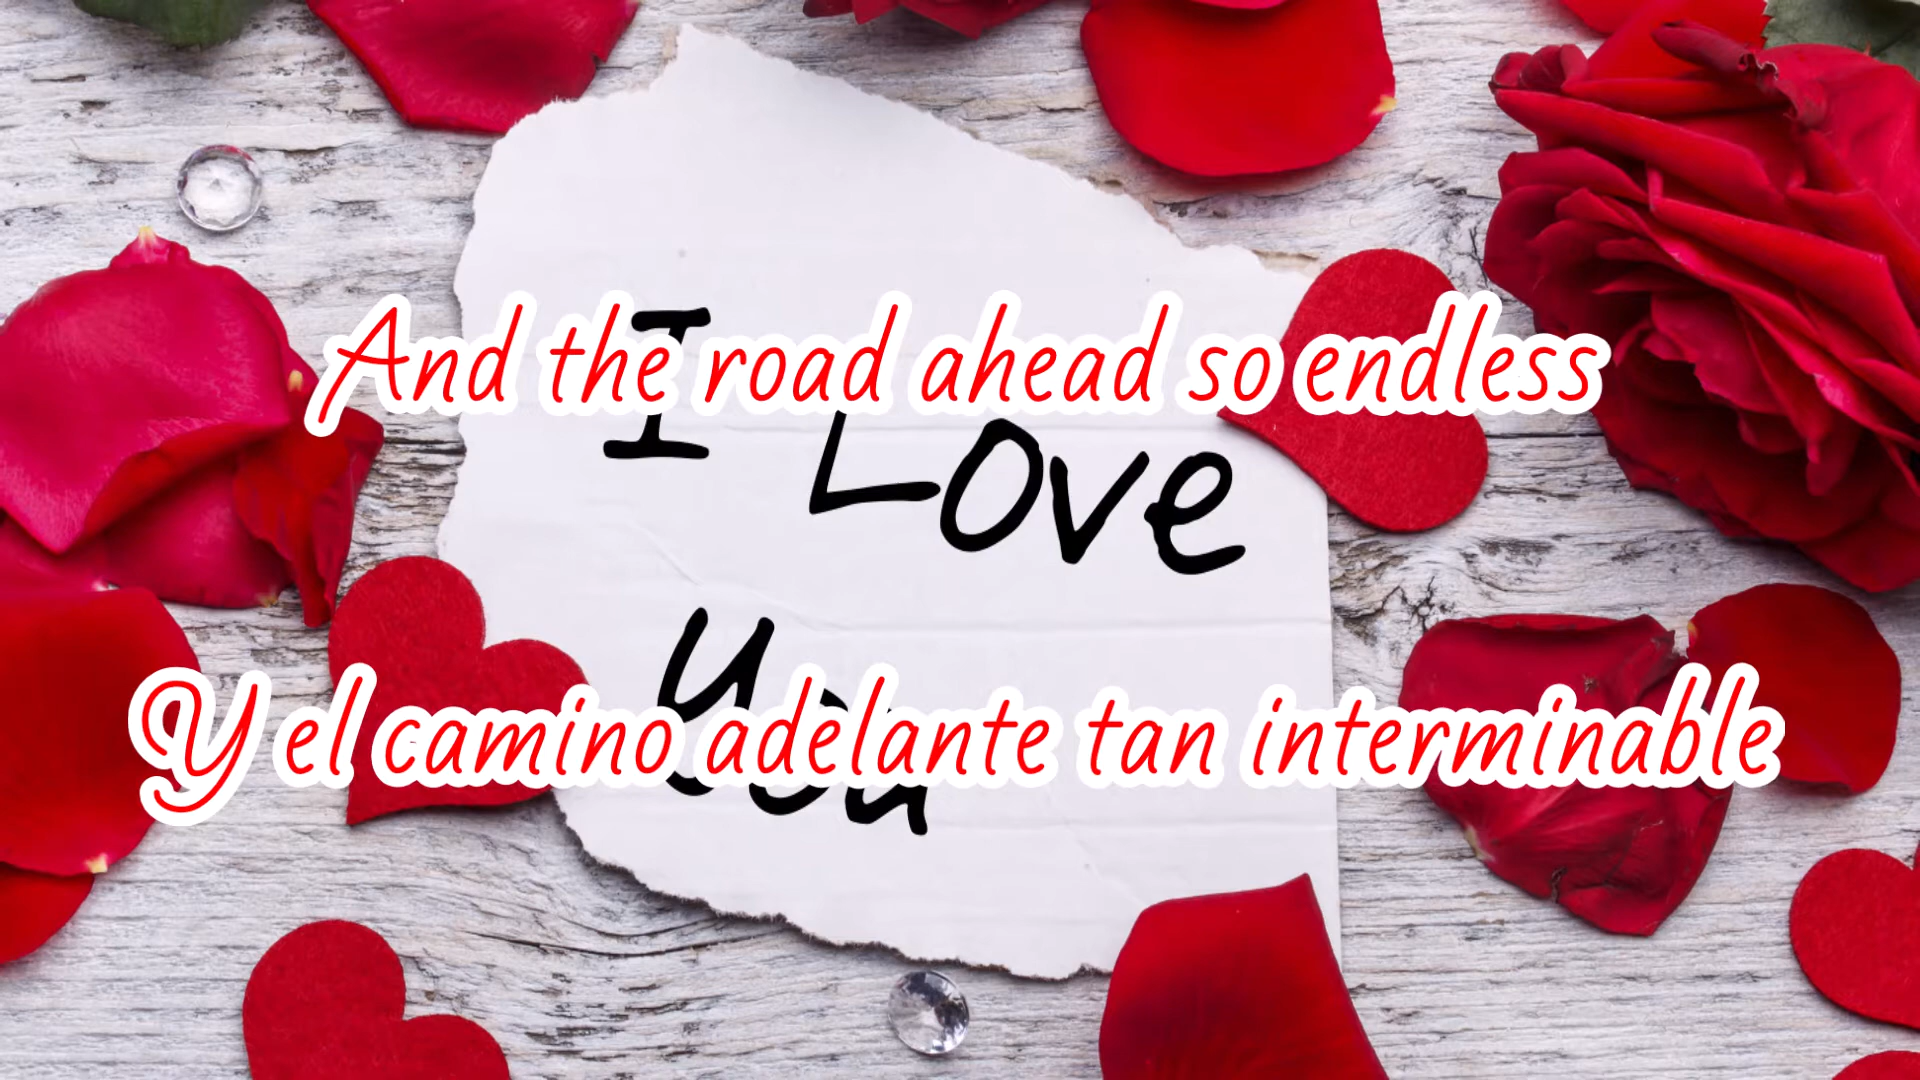 And the road ahead so endless
I Love
You
Y el camino adelante tan interminable